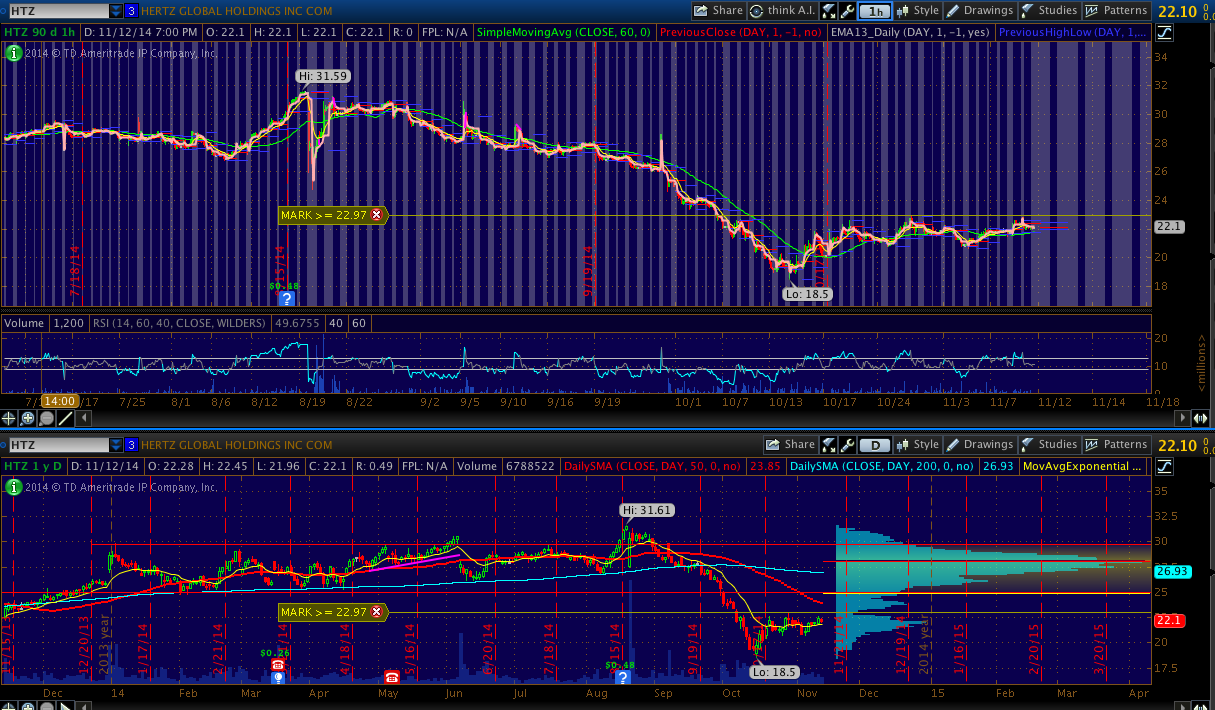 HTZ 3 HERTZ GLOBAL HOLDINGS INC COM Share think A.I. 1h Style Drawings Studies Patterns 22.10
HTZ 90 d 1h D: 11/12/14 7:00 PM O: 22.1 H: 22.1 L: 22.1 C: 22.1 R: 0 FPL: N/A SimpleMovingAvg (CLOSE, 60, 0) PreviousClose (DAY, 1, -1, no) EMA13_Daily (DAY, 1, -1, yes) PreviousHighLow (DAY, 1,...
2014 © TD Ameritrade IP Company, Inc.
34
Hi: 31.59
32
30
28
26
24
MARK >= 22.97
22.1
20
7/18/14
9/19/14
$0.48
?
Lo: 18.5
18
Volume 1,200 RSI (14, 60, 40, CLOSE, WILDERS) 49.6755 40 60
20
10
0
<millions>
14:00 7/17 7/25 8/1 8/6 8/12 8/19 8/22 9/2 9/5 9/10 9/16 9/19 10/1 10/7 10/13 10/17 10/24 11/3 11/7 11/12 11/14 11/18
HTZ 3 HERTZ GLOBAL HOLDINGS INC COM Share D Style Drawings Studies Patterns 22.10
HTZ 1 y D D: 11/12/14 O: 22.28 H: 22.45 L: 21.96 C: 22.1 R: 0.49 FPL: N/A Volume 6788522 DailySMA (CLOSE, DAY, 50, 0, no) 23.85 DailySMA (CLOSE, DAY, 200, 0, no) 26.93 MovAvgExponential ...
2014 © TD Ameritrade IP Company, Inc.
35
Hi: 31.61
32.5
30
26.93
25
MARK >= 22.97
22.1
20
17.5
11/15/13 12/20/13 2013 year 1/17/14 2/21/14 3/21/14 4/18/14 5/16/14 6/20/14 7/18/14 8/15/14 9/19/14 12/19/14 2014 year 1/16/15 2/20/15 3/20/15
$0.26
$0.48
?
Lo: 18.5
Dec 14 Feb Mar Apr May Jun Jul Aug Sep Oct Nov Dec 15 Feb Mar Apr